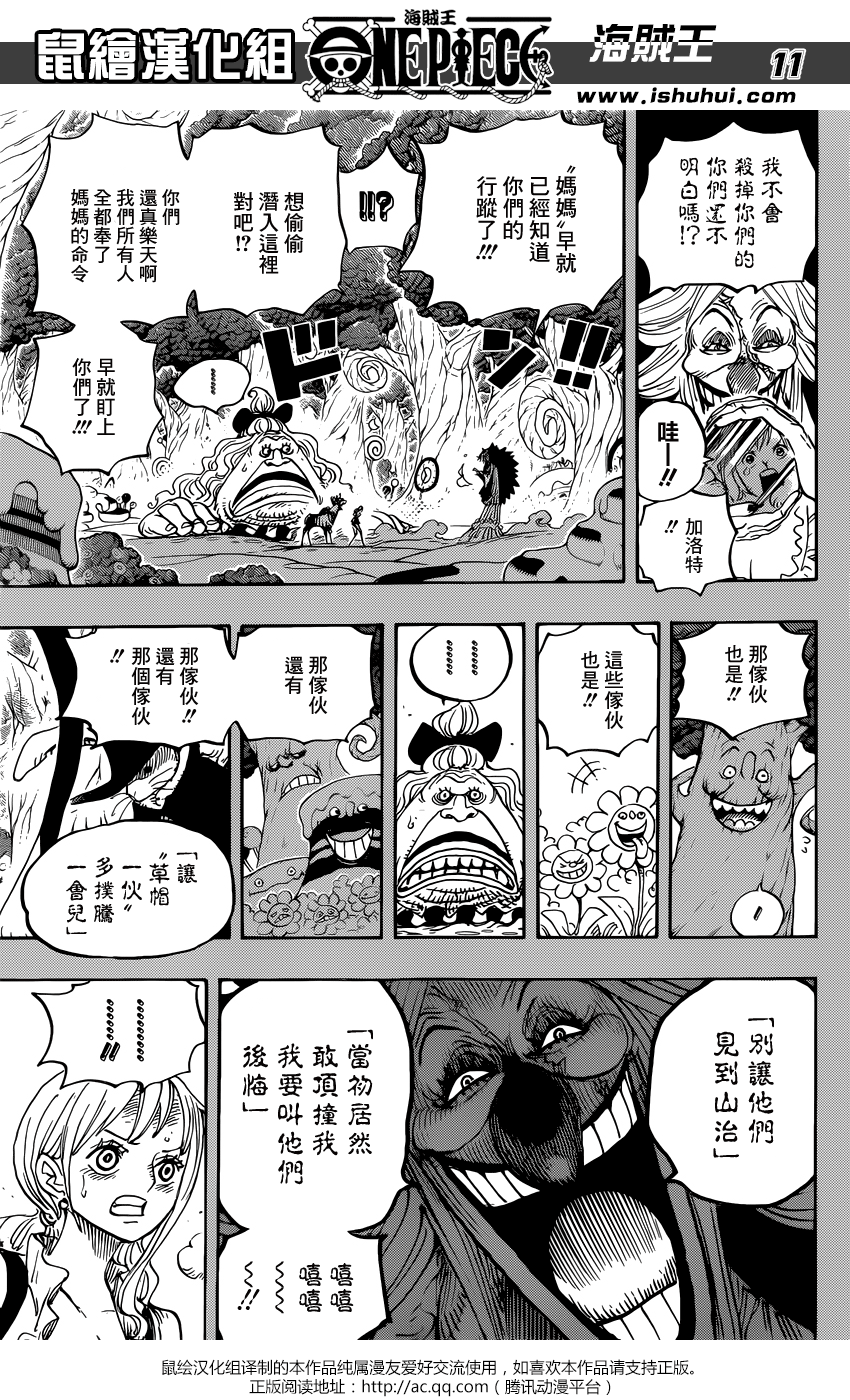 鼠繪漢化組
海賊王
ONE PIECE
海賊王
11
www.ishuhui.com
我不會
殺掉你們的
你們還不
明白嗎!?
哇—!!
加洛特
!!
〝媽媽〞早就
已經知道
你們的
行蹤了!!!
!!?
想偷偷
潛入這裡
對吧!?
你們
還真樂天啊
我們所有人
全都奉了
媽媽的命令
早就盯上
你們了!!!
……
ドン!!
那傢伙
也是!!
這些傢伙
也是!!
…………
那傢伙
還有
那傢伙!!
還有
那個傢伙
!!
「讓
〝草帽
一伙〞
多撲騰
一會兒」
「別讓他們
見到山治」
「當初居然
敢頂撞我
我要叫他們
後悔」
嘻嘻
嘻嘻
~~
~~!!
…………!!
鼠绘汉化组译制的本作品纯属漫友爱好交流使用，如喜欢本作品请支持正版。
正版阅读地址：http://ac.qq.com（腾讯动漫平台）